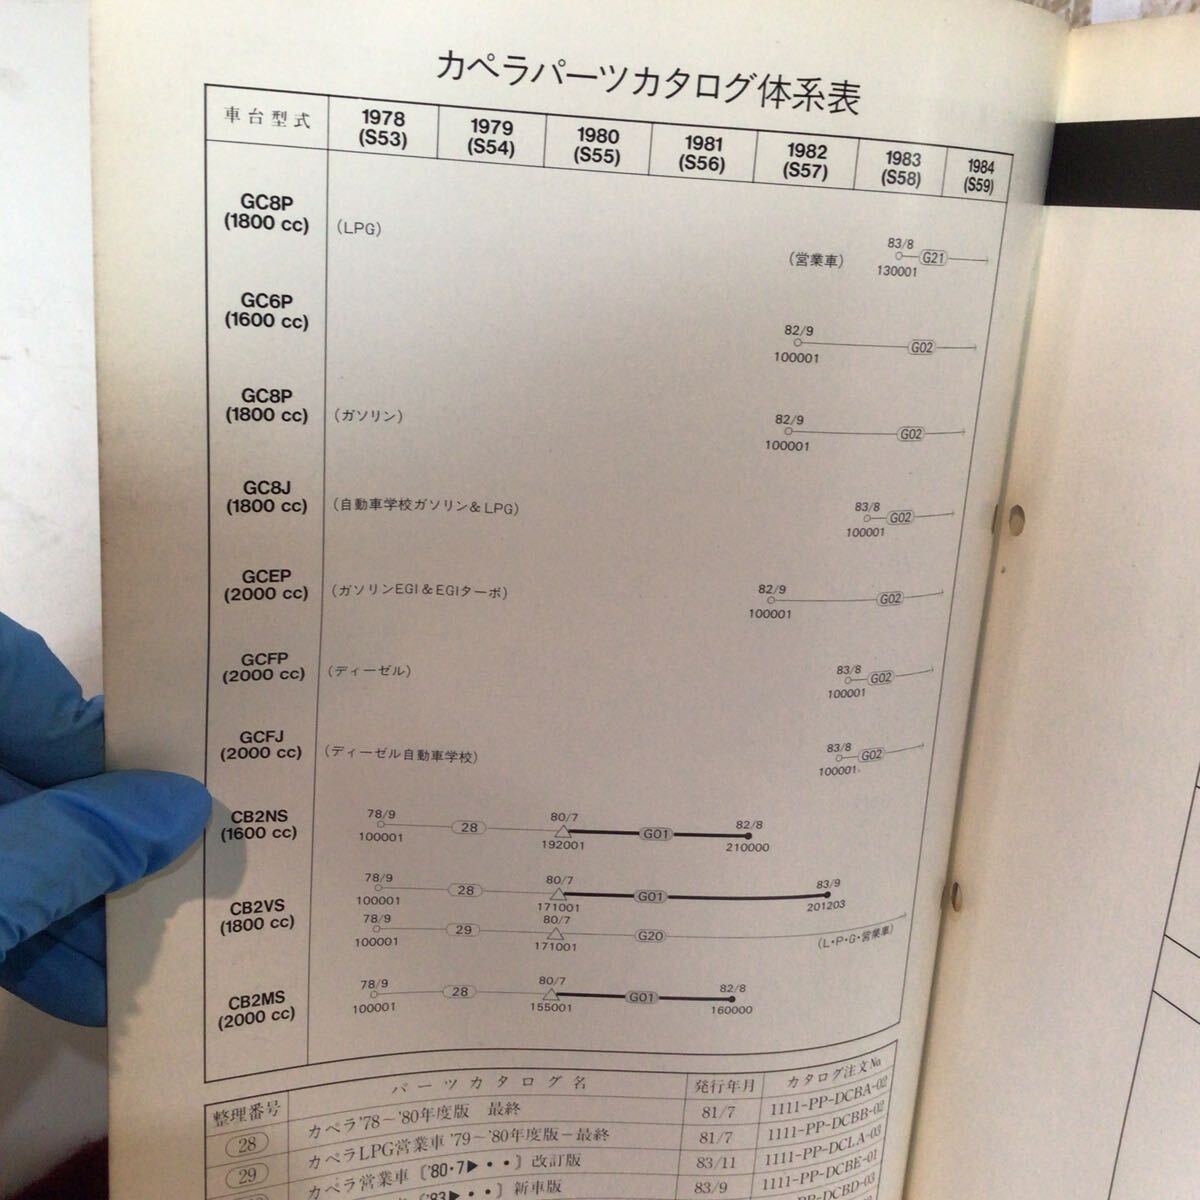 カペラパーツカタログ体系表
車台型式 1978 (S53) 1979 (S54) 1980 (S55) 1981 (S56) 1982 (S57) 1983 (S58) 1984 (S59)
GC8P
(1800 cc)
(LPG)
(営業車)
83/8
G21
130001
GC6P
(1600 cc)
82/9
G02
100001
GC8P
(1800 cc)
(ガソリン)
82/9
G02
100001
GC8J
(1800 cc)
(自動車学校ガソリン&LPG)
83/8
G02
100001
GCEP
(2000 cc)
(ガソリンEGI&EGIターボ)
82/9
G02
100001
GCFP
(2000 cc)
(ディーゼル)
83/8
G02
100001
GCFJ
(2000 cc)
(ディーゼル自動車学校)
83/8
G02
100001
CB2NS
(1600 cc)
78/9 80/7 82/8
28 G01
100001 192001 210000
CB2VS
(1800 cc)
78/9 80/7 83/9
28 G01
100001 171001 201203
78/9 80/7
29 G20
100001 171001
(L・P・G・営業車)
CB2MS
(2000 cc)
78/9 80/7 82/8
28 G01
100001 155001 160000
整理番号 パーツカタログ名 発行年月 カタログ注文No
28 カペラ'78〜'80年度版 最終 81/7 1111-PP-DCBA-02
29 カペラLPG営業車'79〜'80年度版-最終 81/7 1111-PP-DCBB-02
カペラ営業車〔'80・7▶・・〕改訂版 83/11 1111-PP-DCLA-03
〔'83▶・・〕新車版 83/9 1111-PP-DCBE-01
1111-PP-DCBD-03